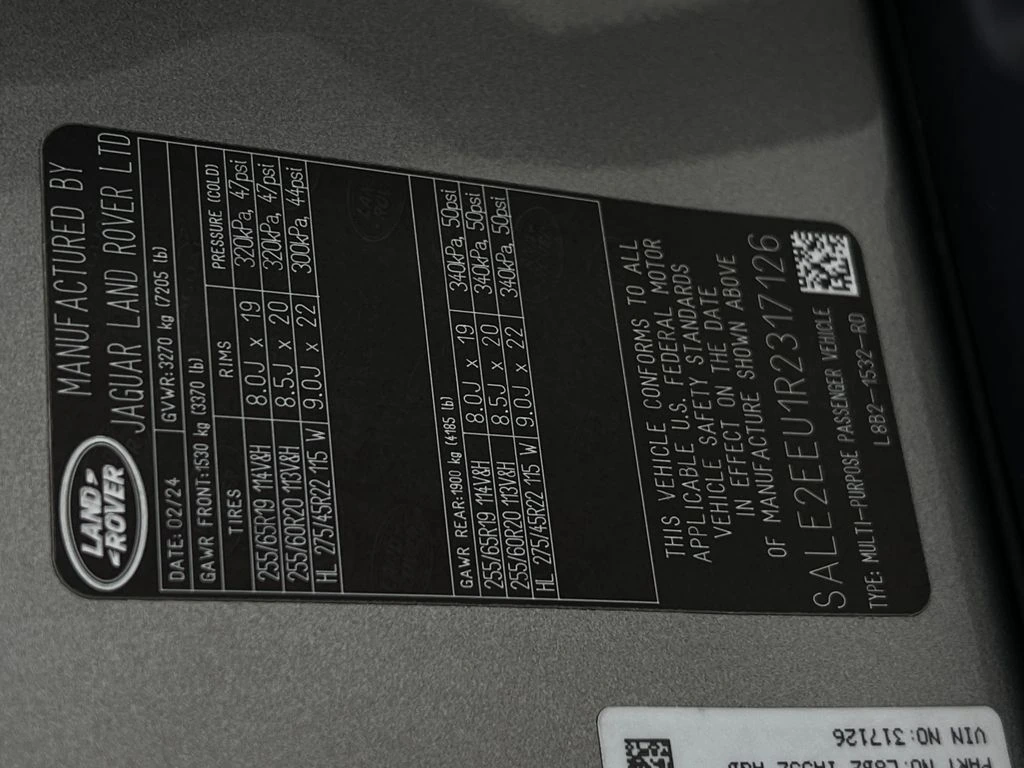 MANUFACTURED BY
JAGUAR LAND ROVER LTD
LAND
ROVER
DATE: 02/24 GVWR:3270 kg (7205 lb)
GAWR FRONT:1530 kg (3370 lb)
TIRES RIMS PRESSURE (COLD)
255/65R19 114V&H 8.0J x 19 320kPa, 47psi
255/60R20 113V&H 8.5J x 20 320kPa, 47psi
HL 275/45R22 115 W 9.0J x 22 300kPa, 44psi
GAWR REAR:1900 kg (4185 lb)
255/65R19 114V&H 8.0J x 19 340kPa, 50psi
255/60R20 113V&H 8.5J x 20 340kPa, 50psi
HL 275/45R22 115 W 9.0J x 22 340kPa, 50psi
THIS VEHICLE CONFORMS TO ALL
APPLICABLE U.S. FEDERAL MOTOR
VEHICLE SAFETY STANDARDS
IN EFFECT ON THE DATE
OF MANUFACTURE SHOWN ABOVE
SALE2EEU1R2317126
TYPE: MULTI-PURPOSE PASSENGER VEHICLE
L8B2-1532-RD
VIN NO:317126
PART NO: